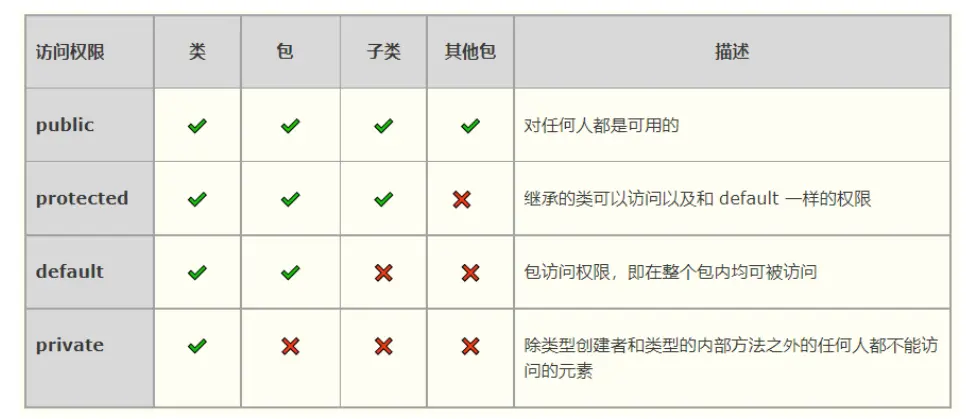 访问权限 类 包 子类 其他包 描述
public 对任何人都是可用的
protected 继承的类可以访问以及和 default 一样的权限
default 包访问权限，即在整个包内均可被访问
private 除类型创建者和类型的内部方法之外的任何人都不能访
问的元素